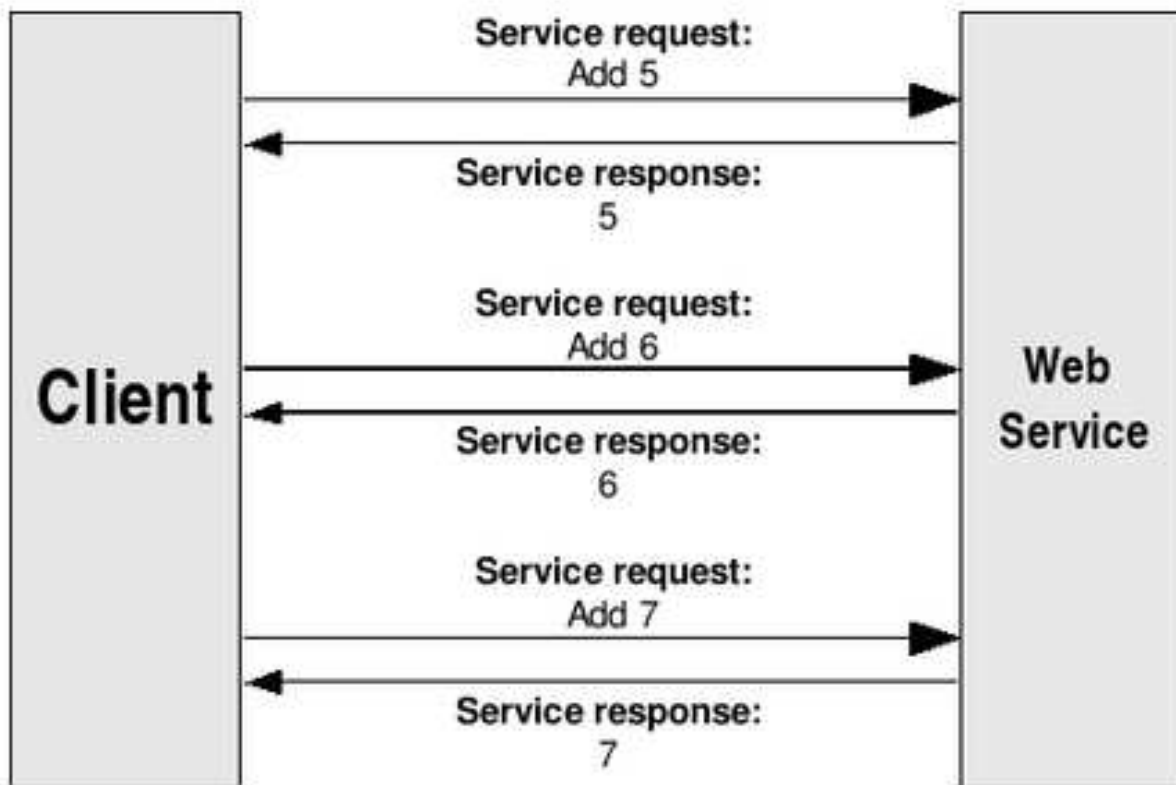 Service request:
Add 5
Service response:
5
Service request:
Add 6
Service response:
6
Service request:
Add 7
Service response:
7
Client
Web
Service